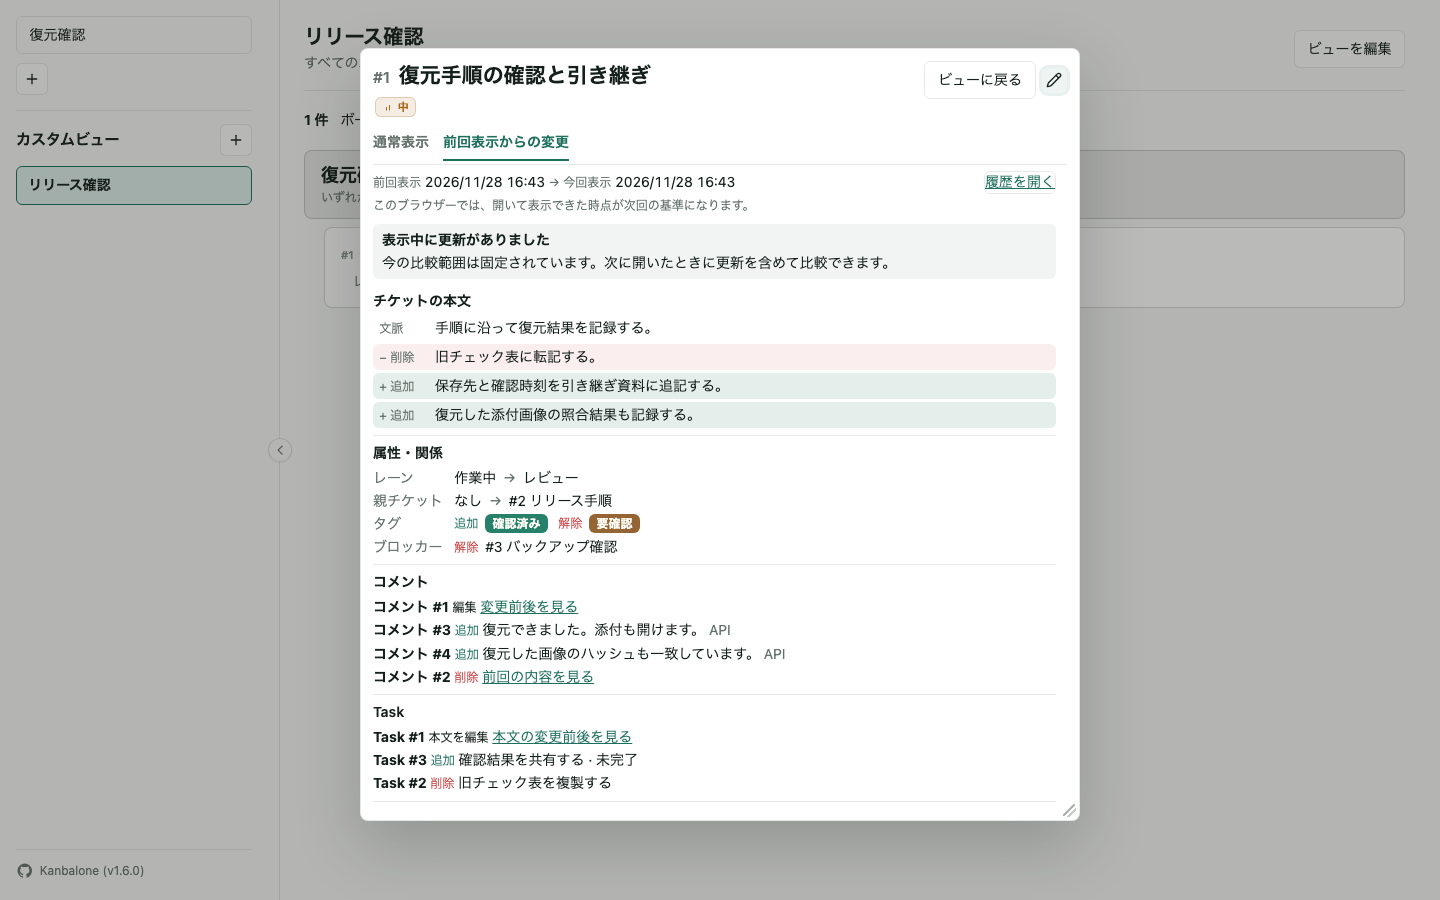 復元確認
+
カスタムビュー +
リリース確認
Kanbalone (v1.6.0)
リリース確認
すべての
ビューを編集
1 件 ボー
復元
いずれ
#1
#1 復元手順の確認と引き継ぎ
ビューに戻る
中
通常表示 前回表示からの変更
前回表示 2026/11/28 16:43 → 今回表示 2026/11/28 16:43 履歴を開く
このブラウザーでは、開いて表示できた時点が次回の基準になります。
表示中に更新がありました
今の比較範囲は固定されています。次に開いたときに更新を含めて比較できます。
チケットの本文
文脈 手順に沿って復元結果を記録する。
− 削除 旧チェック表に転記する。
+ 追加 保存先と確認時刻を引き継ぎ資料に追記する。
+ 追加 復元した添付画像の照合結果も記録する。
属性・関係
レーン 作業中 → レビュー
親チケット なし → #2 リリース手順
タグ 追加 確認済み 解除 要確認
ブロッカー 解除 #3 バックアップ確認
コメント
コメント #1 編集 変更前後を見る
コメント #3 追加 復元できました。添付も開けます。 API
コメント #4 追加 復元した画像のハッシュも一致しています。 API
コメント #2 削除 前回の内容を見る
Task
Task #1 本文を編集 本文の変更前後を見る
Task #3 追加 確認結果を共有する · 未完了
Task #2 削除 旧チェック表を複製する